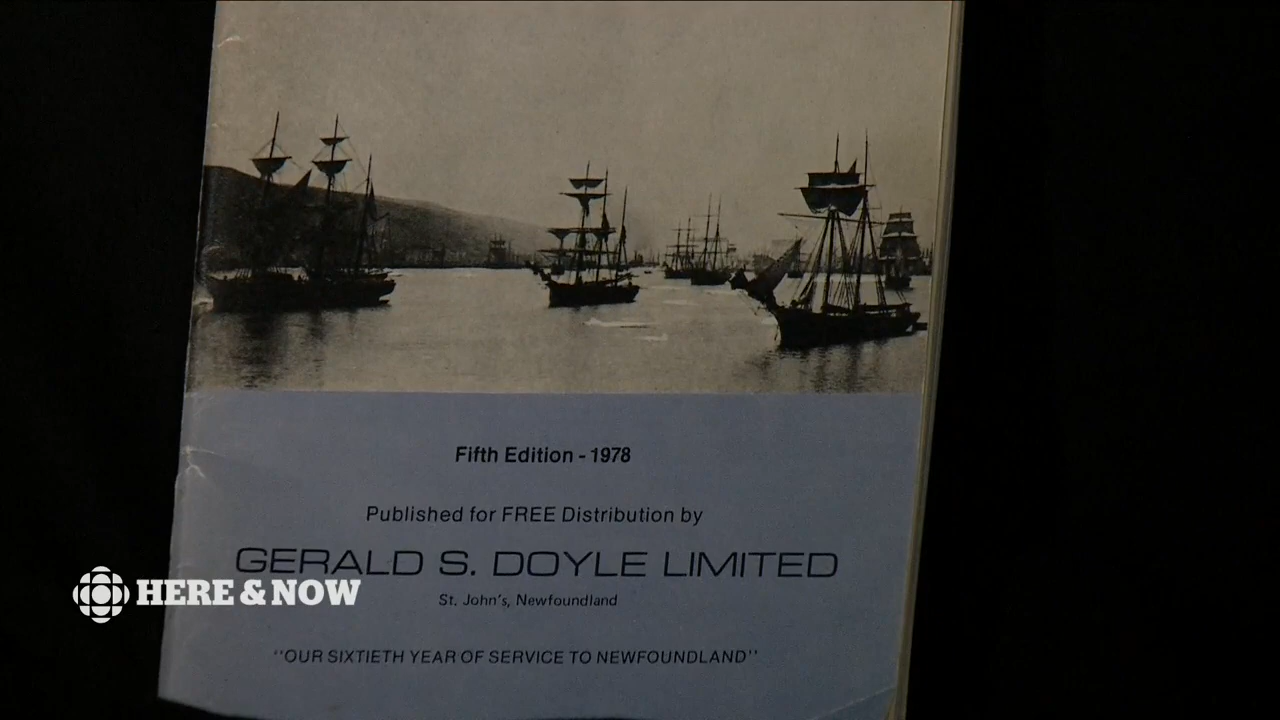 Fifth Edition - 1978
Published for FREE Distribution by
GERALD S. DOYLE LIMITED
St. John's, Newfoundland
"OUR SIXTIETH YEAR OF SERVICE TO NEWFOUNDLAND"
HERE & NOW